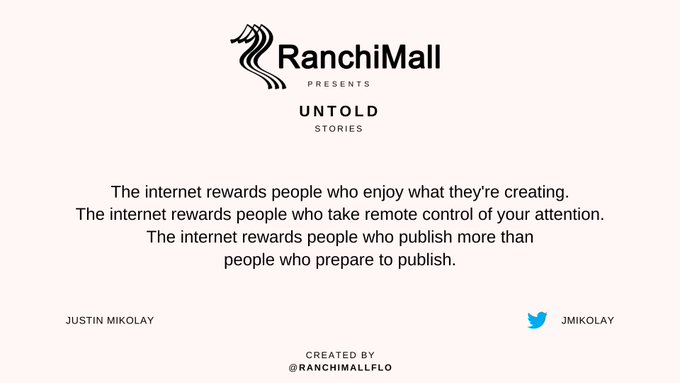 RanchiMall
PRESENTS
UNTOLD
STORIES
The internet rewards people who enjoy what they're creating.
The internet rewards people who take remote control of your attention.
The internet rewards people who publish more than
people who prepare to publish.
JUSTIN MIKOLAY
JMIKOLAY
CREATED BY
@RANCHIMALLFLO